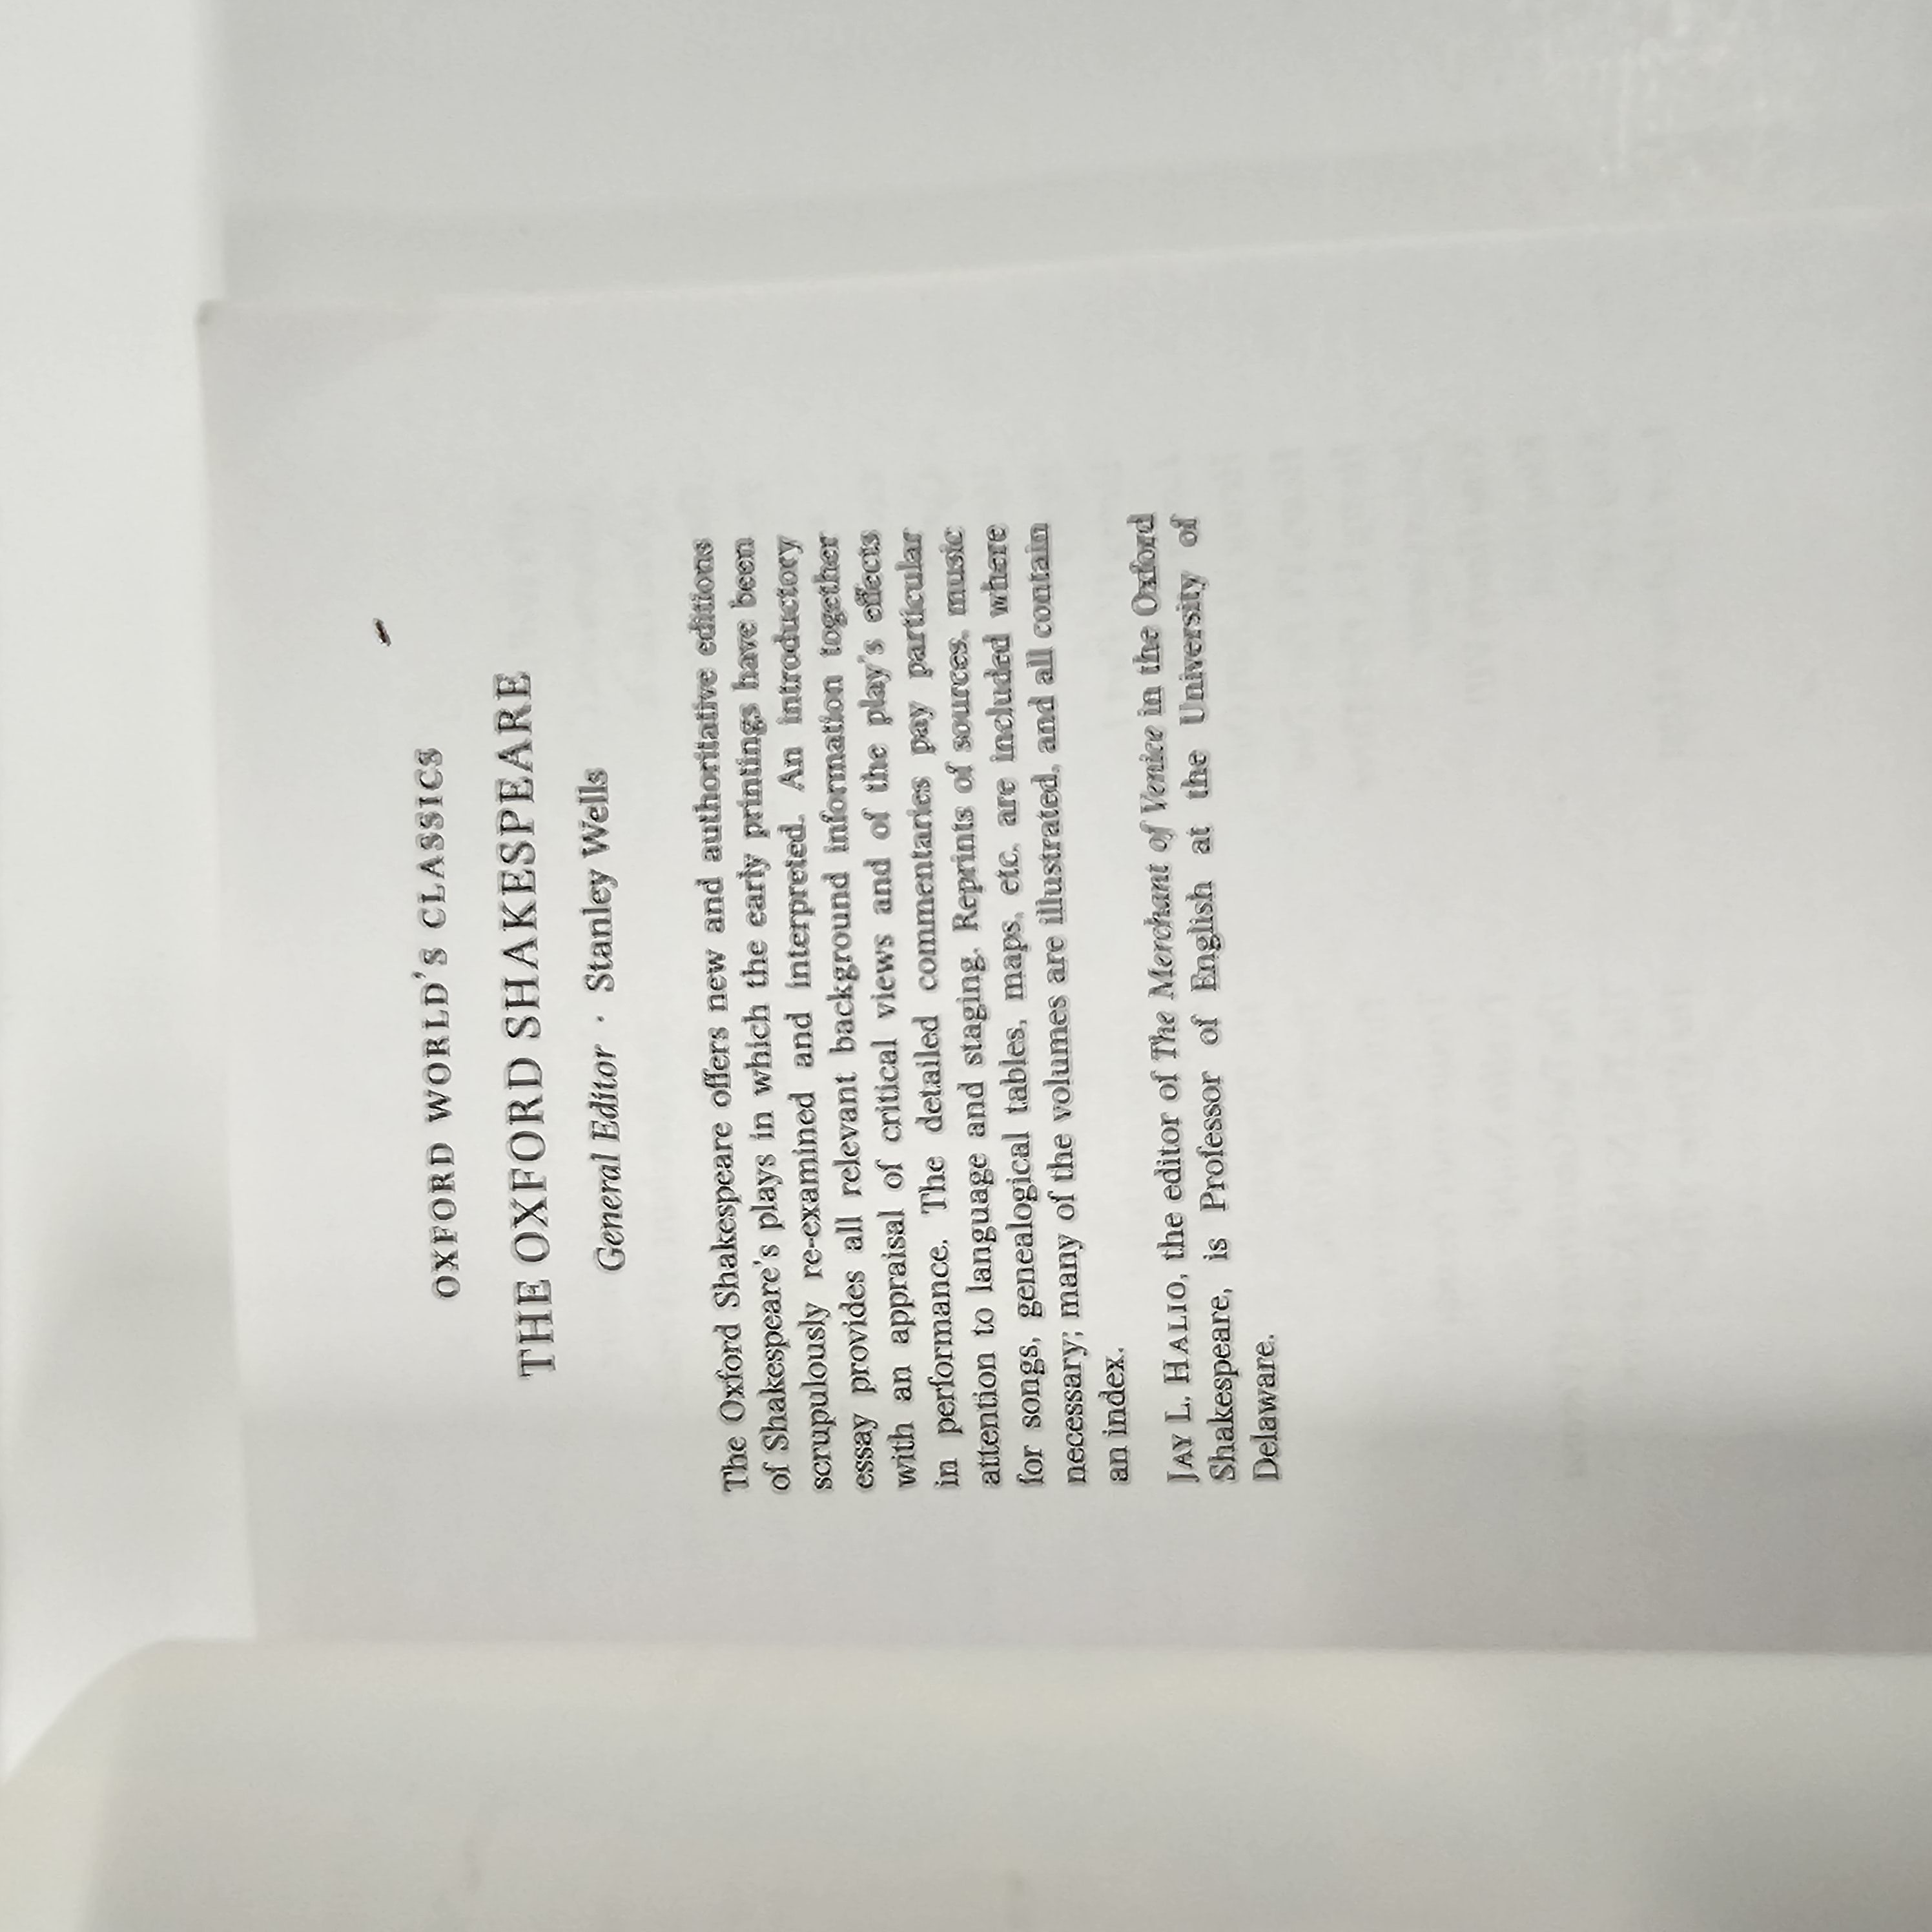 OXFORD WORLD'S CLASSICS
THE OXFORD SHAKESPEARE
General Editor · Stanley Wells
The Oxford Shakespeare offers new and authoritative editions
of Shakespeare's plays in which the early printings have been
scrupulously re-examined and interpreted. An introductory
essay provides all relevant background information together
with an appraisal of critical views and of the play's effects
in performance. The detailed commentaries pay particular
attention to language and staging. Reprints of sources, music
for songs, genealogical tables, maps, etc. are included where
necessary; many of the volumes are illustrated, and all contain
an index.
JAY L. HALIO, the editor of The Merchant of Venice in the Oxford
Shakespeare, is Professor of English at the University of
Delaware.